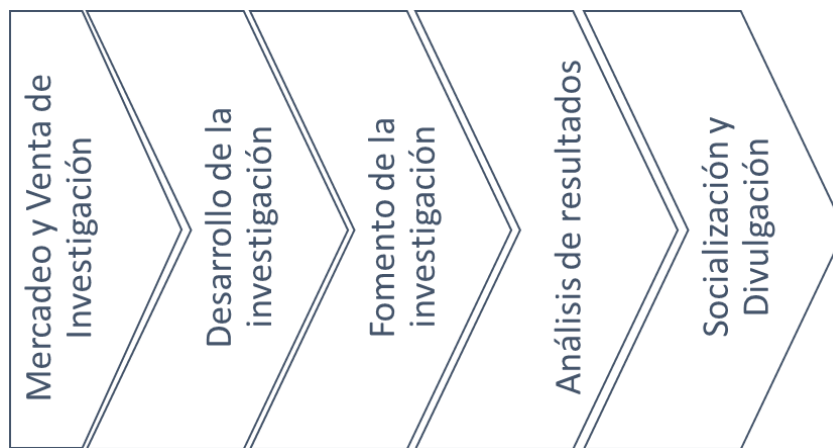 Mercadeo y Venta de
Investigación
Desarrollo de la
investigación
Fomento de la
investigación
Análisis de resultados
Socialización y
Divulgación